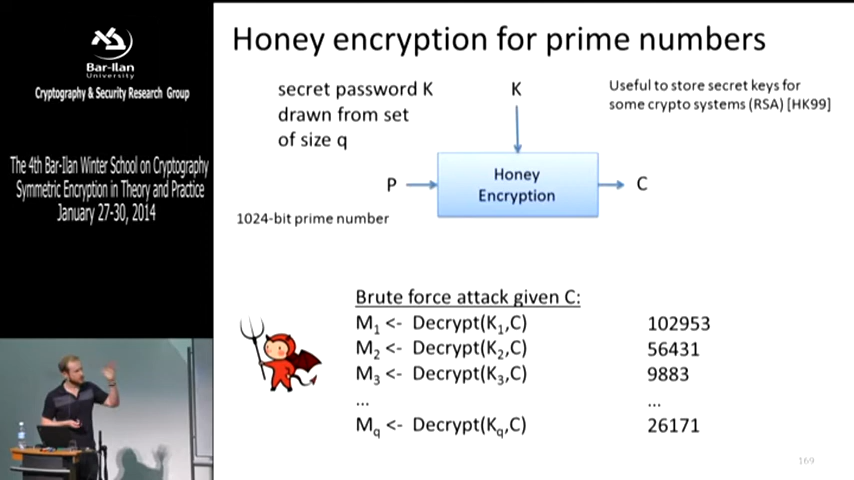 Honey encryption for prime numbers
Bar-Ilan
University
Cryptography & Security Research Group
The 4th Bar-Ilan Winter School on Cryptography
Symmetric Encryption in Theory and Practice
January 27-30, 2014
secret password K
drawn from set
of size q
K
Useful to store secret keys for
some crypto systems (RSA) [HK99]
P
Honey
Encryption
C
1024-bit prime number
Brute force attack given C:
M1 <- Decrypt(K1,C) 102953
M2 <- Decrypt(K2,C) 56431
M3 <- Decrypt(K3,C) 9883
... ...
Mq <- Decrypt(Kq,C) 26171
169